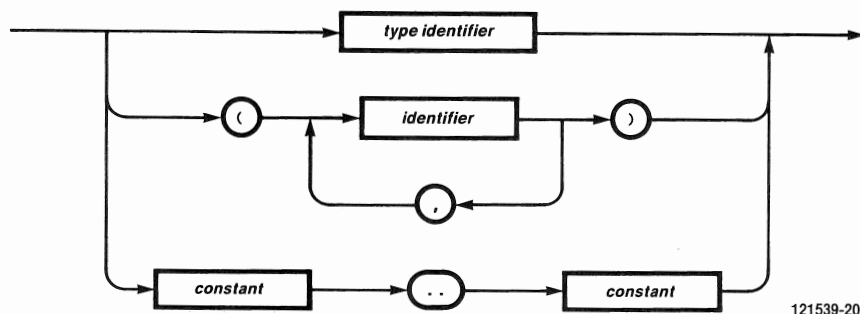 type identifier
( identifier )
,
constant .. constant
121539-20